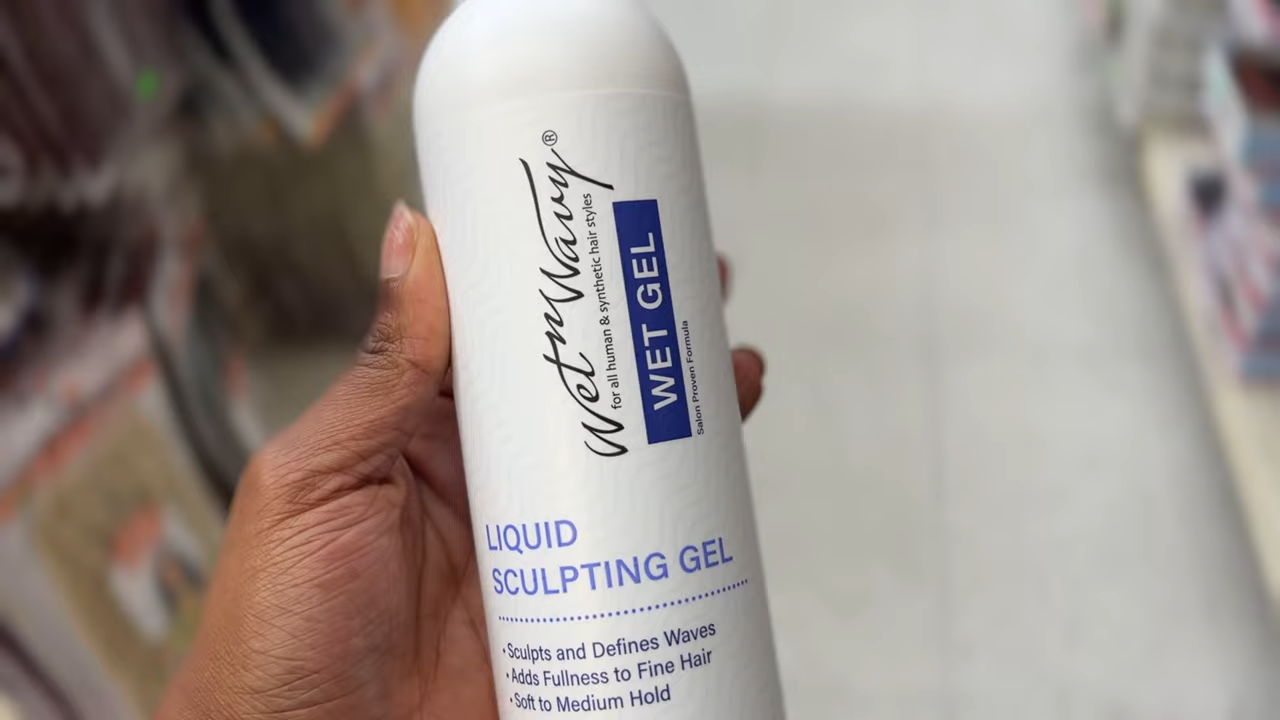 Wet n Wavy®
for all human & synthetic hair styles
WET GEL
Salon Proven Formula
LIQUID
SCULPTING GEL
• Sculpts and Defines Waves
• Adds Fullness to Fine Hair
• Soft to Medium Hold